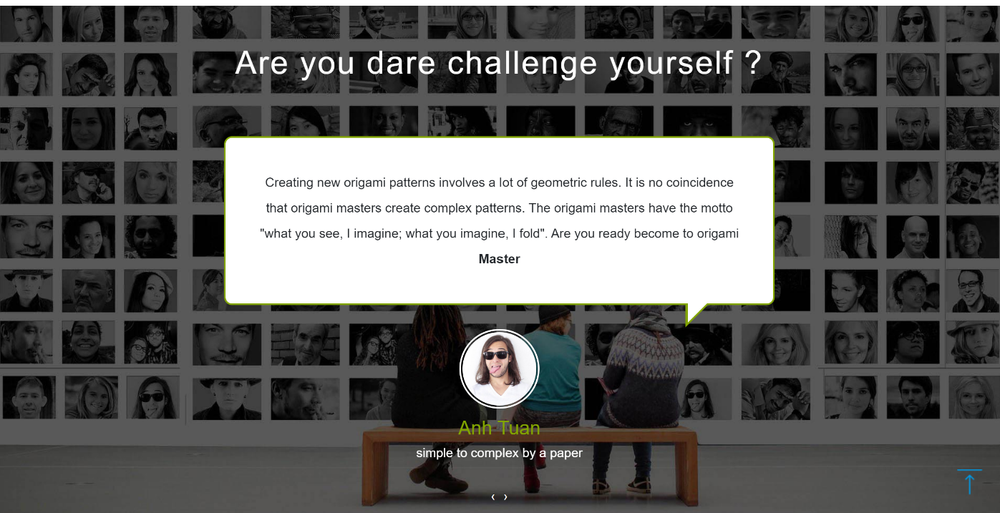 Are you dare challenge yourself ?
Creating new origami patterns involves a lot of geometric rules. It is no coincidence
that origami masters create complex patterns. The origami masters have the motto
"what you see, I imagine; what you imagine, I fold". Are you ready become to origami
Master
Anh Tuan
simple to complex by a paper
‹ ›